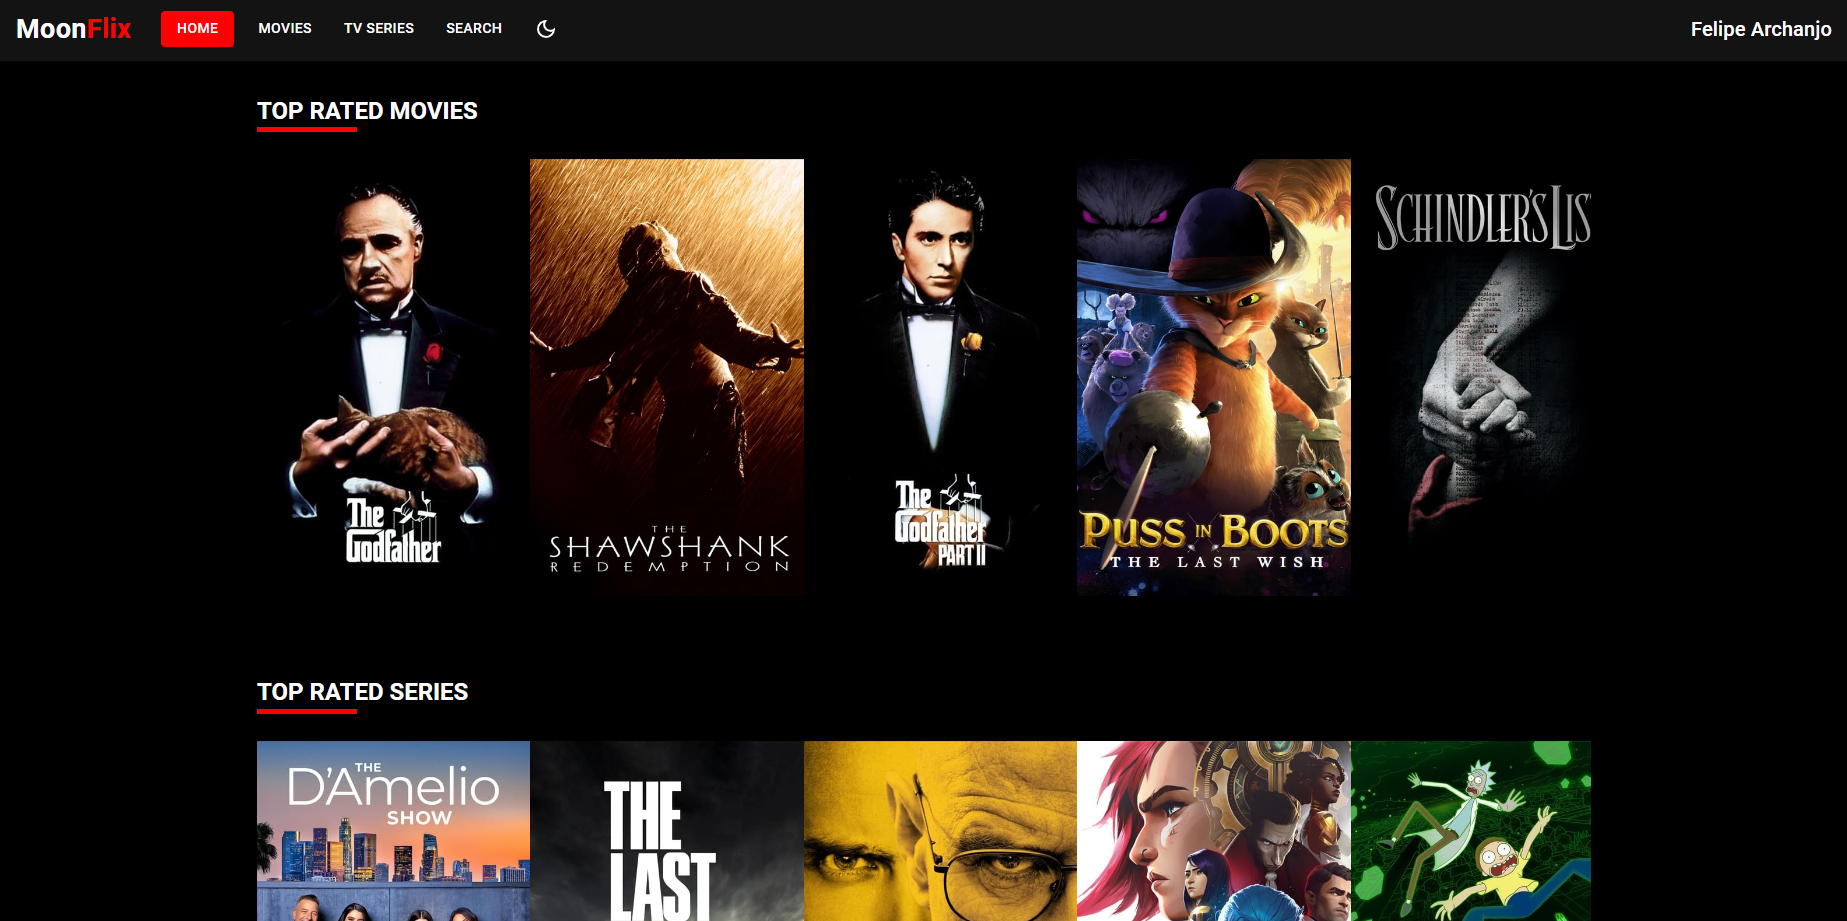 MoonFlix HOME MOVIES TV SERIES SEARCH Felipe Archanjo
TOP RATED MOVIES
The
Godfather
THE
SHAWSHANK
REDEMPTION
The
Godfather
PART II
PUSS IN BOOTS
THE LAST WISH
SCHINDLER'S LIS
TOP RATED SERIES
THE
D'Amelio
SHOW
THE
LAST